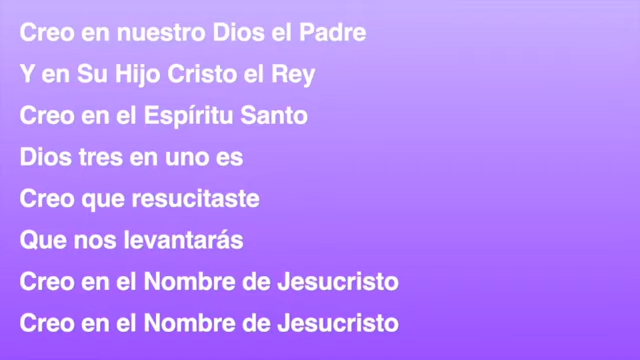 Creo en nuestro Dios el Padre
Y en Su Hijo Cristo el Rey
Creo en el Espíritu Santo
Dios tres en uno es
Creo que resucitaste
Que nos levantarás
Creo en el Nombre de Jesucristo
Creo en el Nombre de Jesucristo